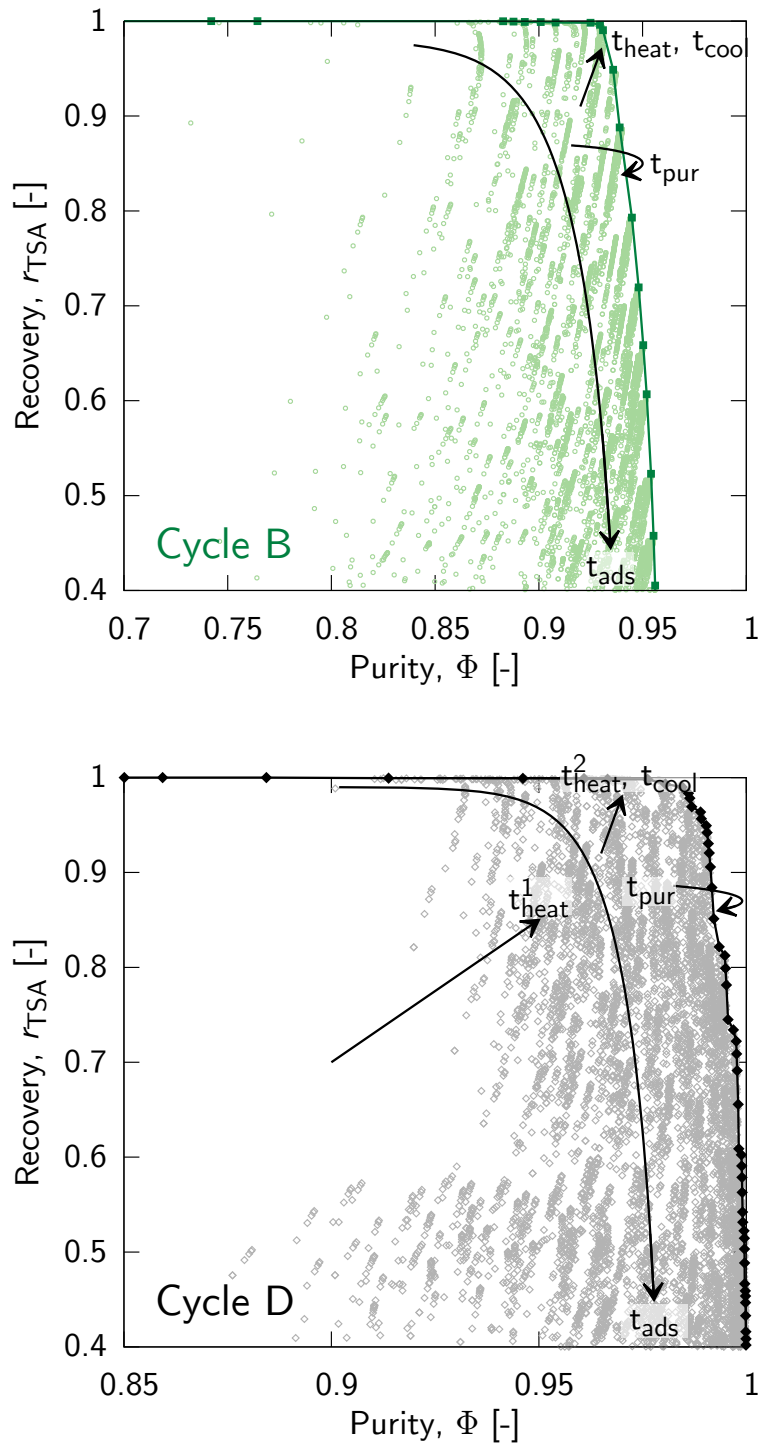 1
0.9
0.8
0.7
0.6
0.5
0.4
Recovery, r_TSA [-]
t_heat, t_cool
t_pur
t_ads
Cycle B
0.7 0.75 0.8 0.85 0.9 0.95 1
Purity, Φ [-]
1
0.9
0.8
0.7
0.6
0.5
0.4
Recovery, r_TSA [-]
t²_heat, t_cool
t¹_heat
t_pur
t_ads
Cycle D
0.85 0.9 0.95 1
Purity, Φ [-]